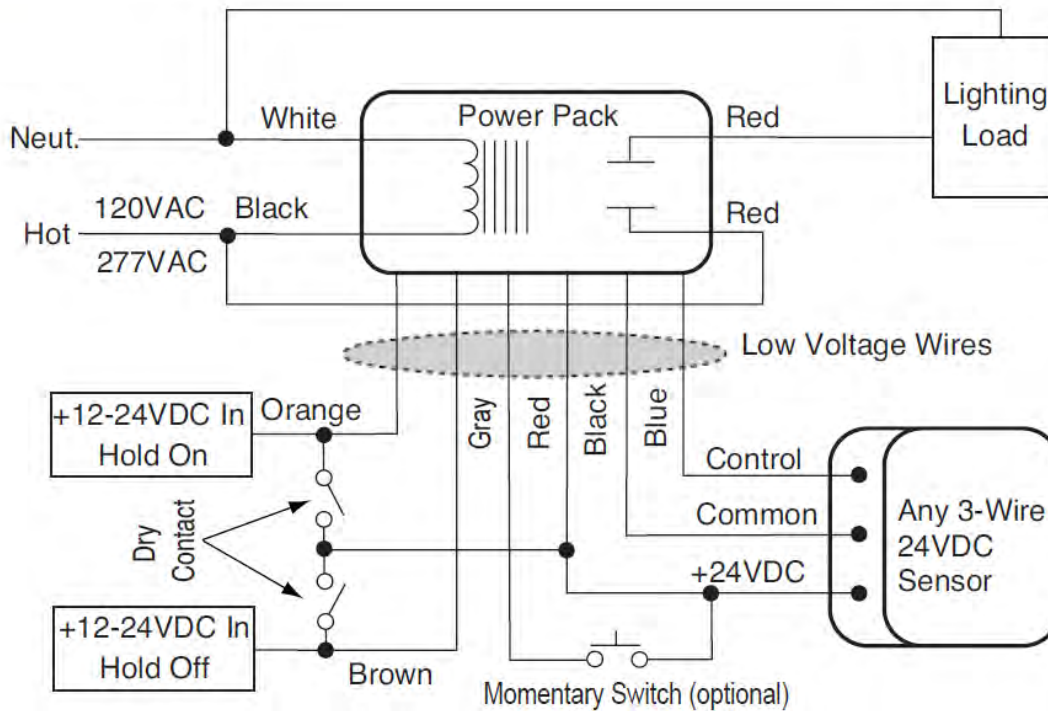 Neut.
White
Power Pack
Red
Lighting
Load
120VAC
Black
Hot
277VAC
Red
Low Voltage Wires
+12-24VDC In
Hold On
Orange
Gray
Red
Black
Blue
Control
Common
+24VDC
Any 3-Wire
24VDC
Sensor
Dry
Contact
+12-24VDC In
Hold Off
Brown
Momentary Switch (optional)